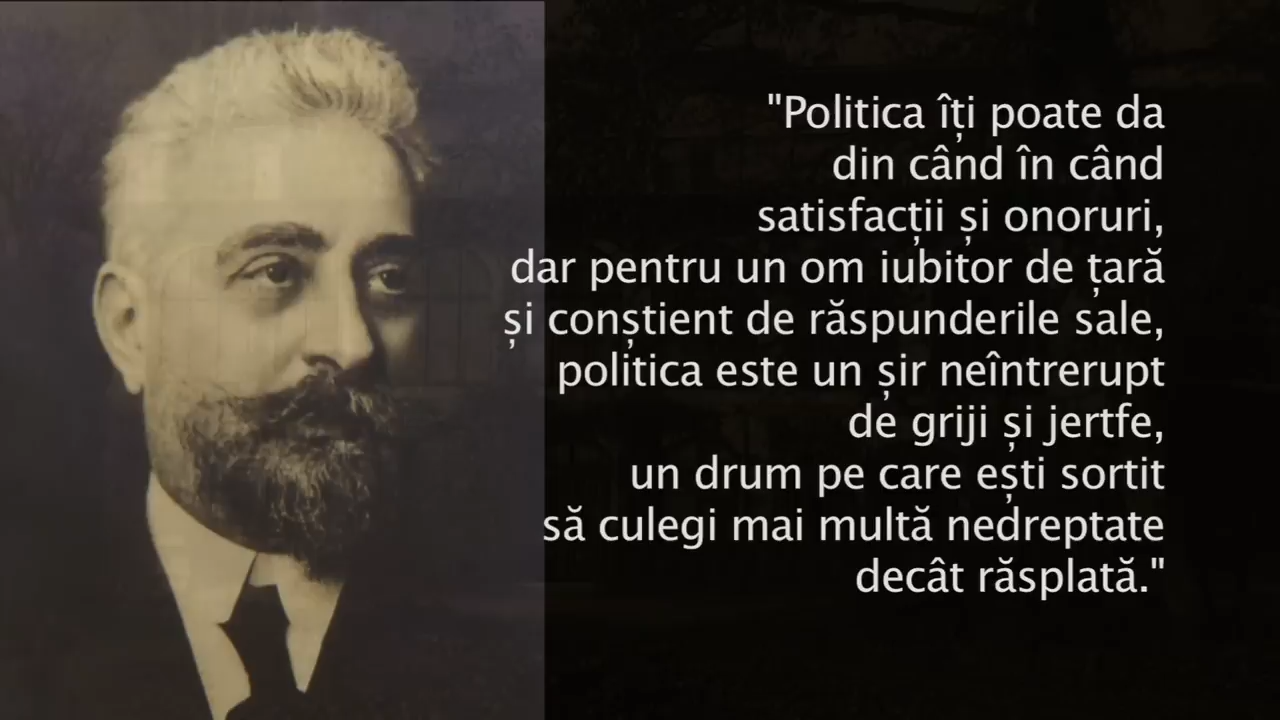 "Politica îți poate da
din când în când
satisfacții și onoruri,
dar pentru un om iubitor de țară
și conștient de răspunderile sale,
politica este un șir neîntrerupt
de griji și jertfe,
un drum pe care ești sortit
să culegi mai multă nedreptate
decât răsplată."